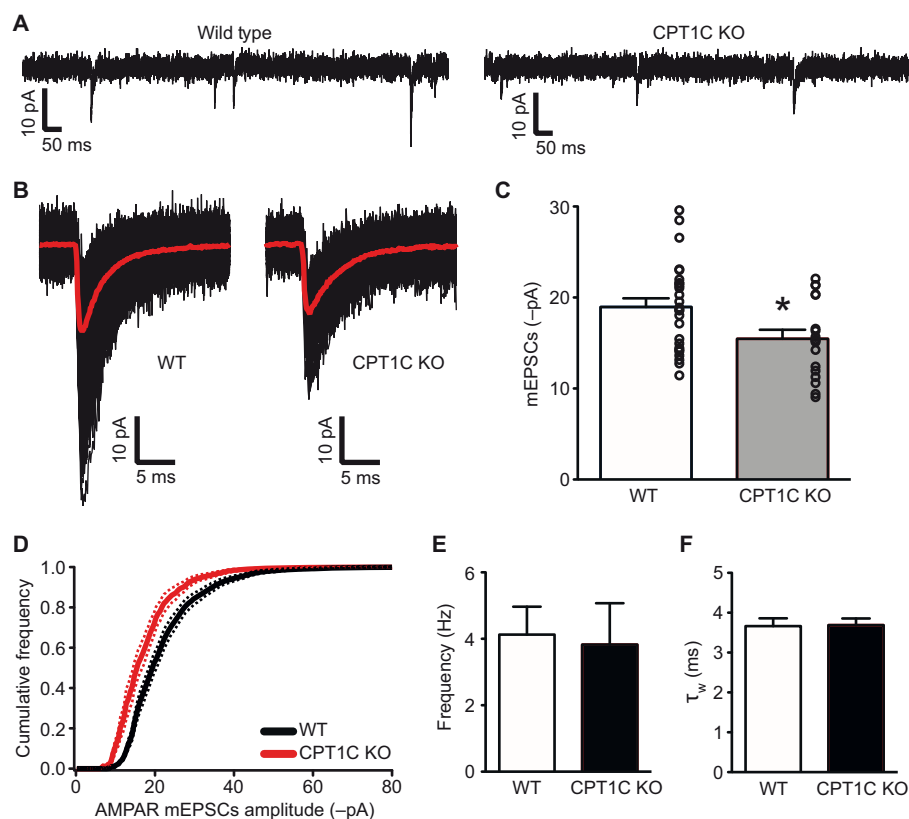 A
Wild type
CPT1C KO
10 pA
50 ms
10 pA
50 ms
B
WT
CPT1C KO
10 pA
5 ms
10 pA
5 ms
C
mEPSCs (–pA)
30
20
10
0
*
WT
CPT1C KO
D
Cumulative frequency
1.0
0.8
0.6
0.4
0.2
0.0
0
20
40
60
80
WT
CPT1C KO
AMPAR mEPSCs amplitude (–pA)
E
Frequency (Hz)
6
4
2
0
WT
CPT1C KO
F
τw (ms)
5
4
3
2
1
0
WT
CPT1C KO